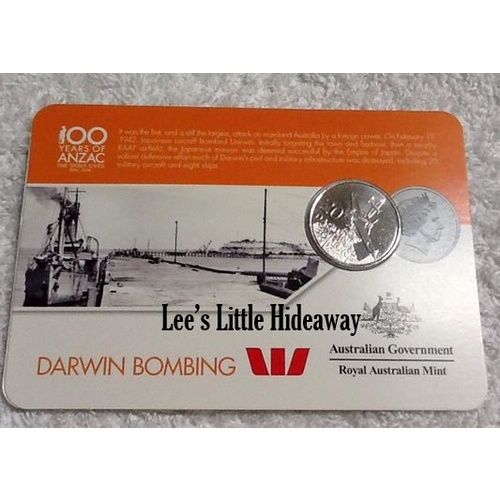 100
YEARS OF
ANZAC
THE SPIRIT LIVES
It was the first, and is still the largest, attack on mainland Australia by a foreign power. On February 19,
1942, Japanese aircraft Bombed Darwin. Initially targeting the town and harbour, then a nearby
RAAF airfield, the Japanese mission was deemed successful by the Empire of Japan. Despite a
valiant defensive effort much of Darwin's civil and military infrastructure was destroyed, including 20
military aircraft and eight ships.
20
Lee's Little Hideaway
DARWIN BOMBING
Australian Government
Royal Australian Mint